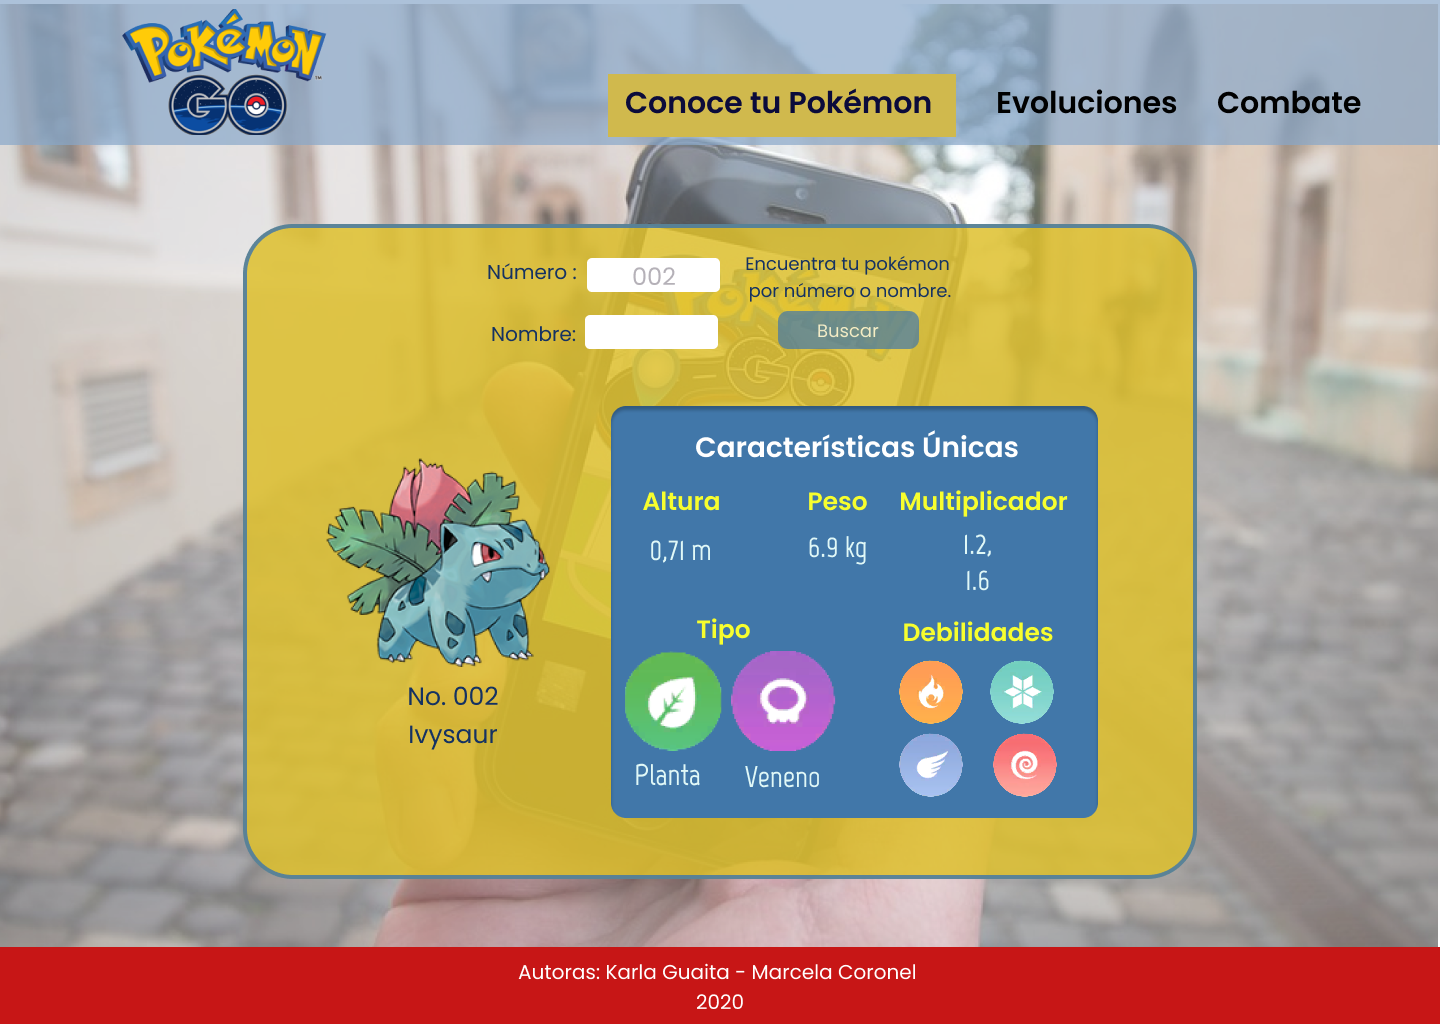 POKÉMON
GO
Conoce tu Pokémon
Evoluciones
Combate
Número :
002
Encuentra tu pokémon
por número o nombre.
Nombre:
Buscar
GO
Características Únicas
Altura
Peso
Multiplicador
0,71 m
6.9 kg
1.2,
1.6
Tipo
Debilidades
Planta
Veneno
No. 002
Ivysaur
Autoras: Karla Guaita - Marcela Coronel
2020